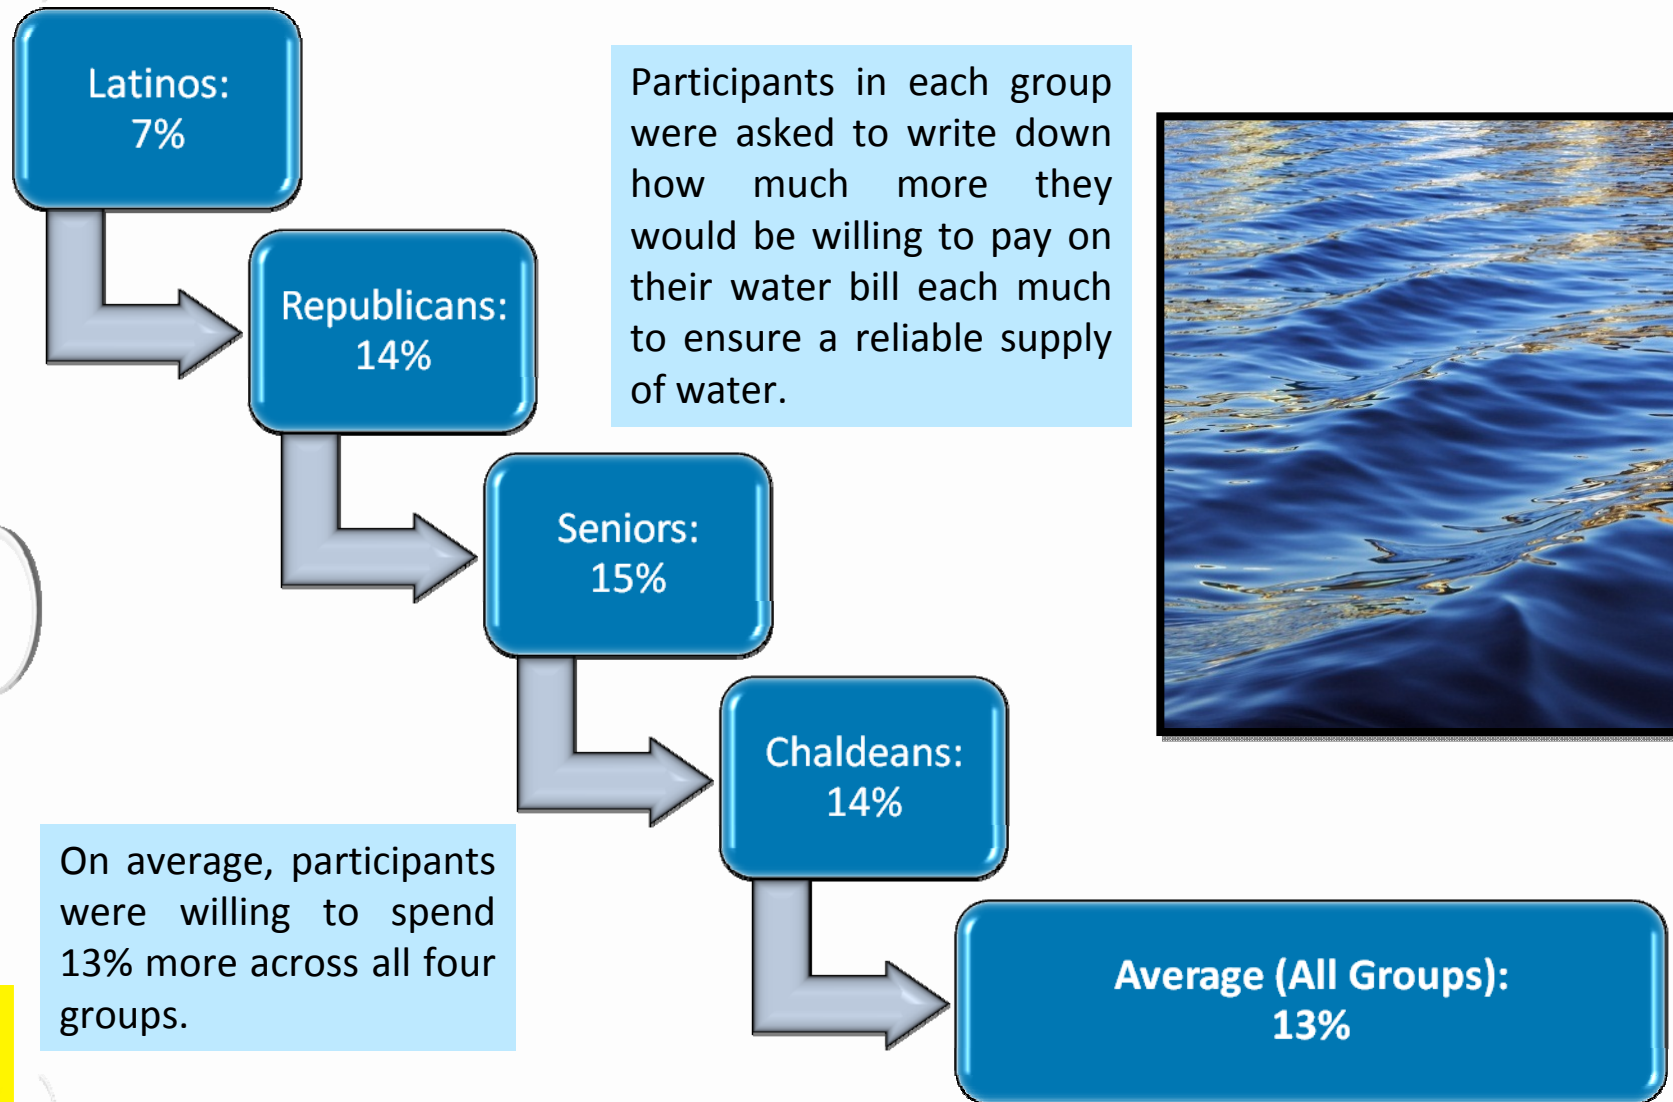 Latinos:
7%
Participants in each group
were asked to write down
how much more they
would be willing to pay on
their water bill each much
to ensure a reliable supply
of water.
Republicans:
14%
Seniors:
15%
Chaldeans:
14%
On average, participants
were willing to spend
13% more across all four
groups.
Average (All Groups):
13%